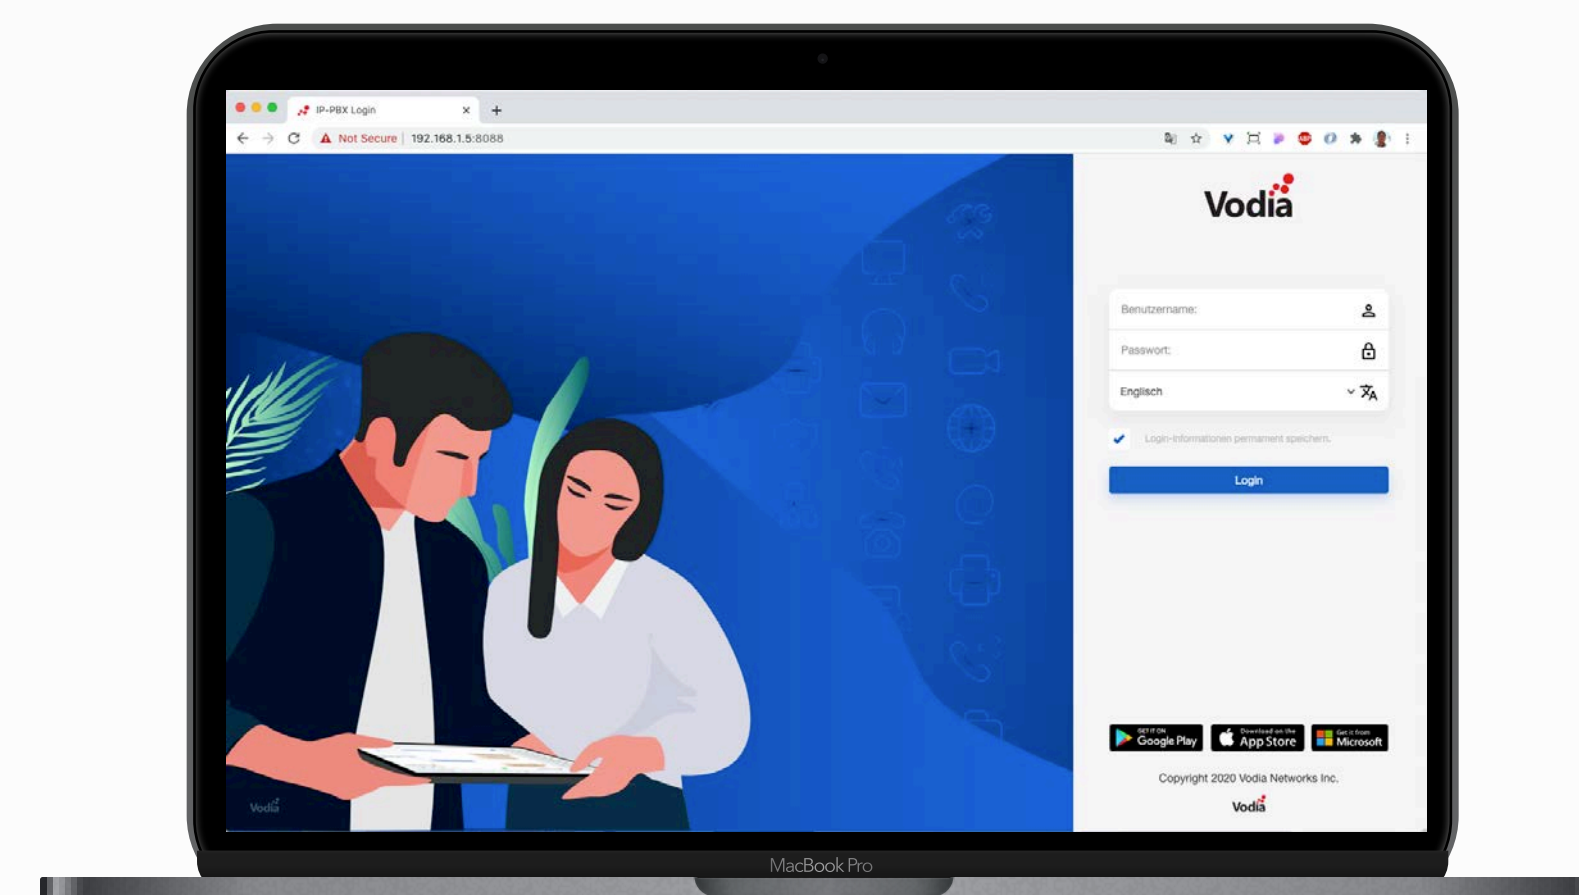 IP-PBX Login
Not Secure | 192.168.1.5:8088
ABP
Vodia
Benutzername:
Passwort:
Englisch
Login-Informationen permament speichern.
Login
GET IT ON
Google Play
Download on the
App Store
Get it from
Microsoft
Copyright 2020 Vodia Networks Inc.
Vodia
Vodia
MacBook Pro